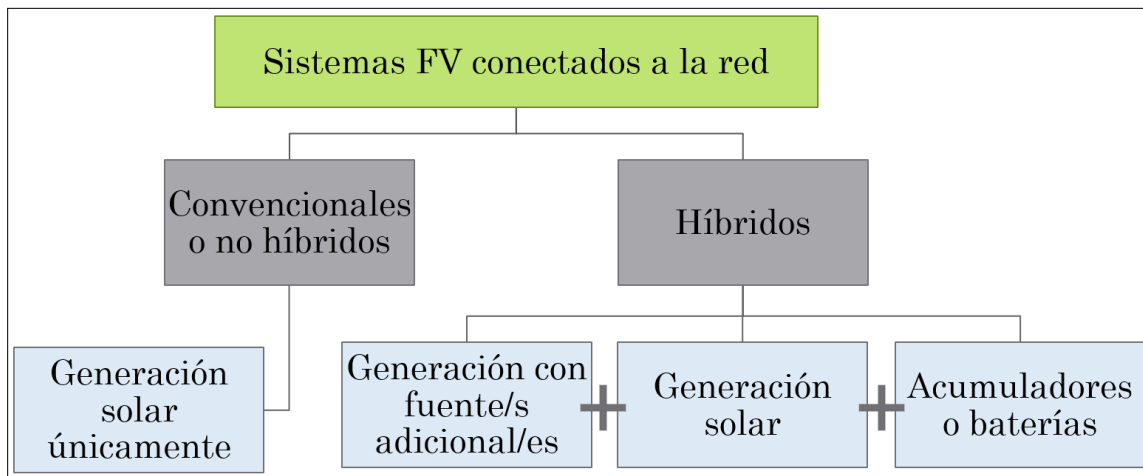 Sistemas FV conectados a la red
Convencionales
o no híbridos
Híbridos
Generación
solar
únicamente
Generación con
fuente/s
adicional/es
Generación
solar
Acumuladores
o baterías